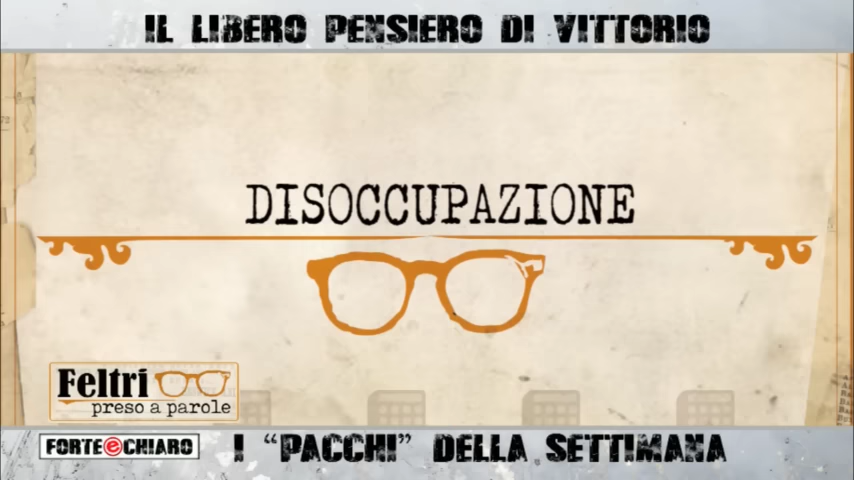 IL LIBERO PENSIERO DI VITTORIO
DISOCCUPAZIONE
Feltri
preso a parole
FORTE e CHIARO
I “PACCHI” DELLA SETTIMANA